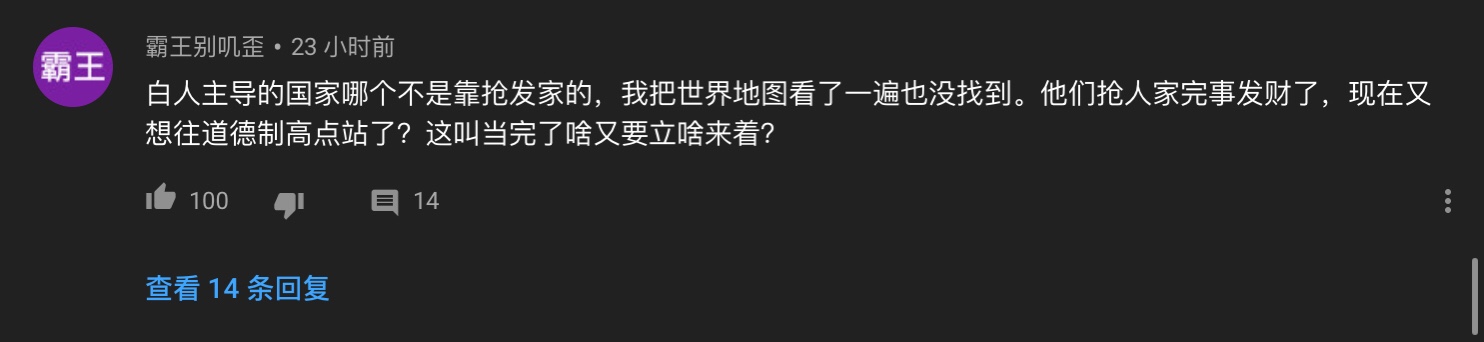 霸王
霸王别叽歪 • 23 小时前
白人主导的国家哪个不是靠抢发家的，我把世界地图看了一遍也没找到。他们抢人家完事发财了，现在又
想往道德制高点站了？这叫当完了啥又要立啥来着？
100
14
查看 14 条回复